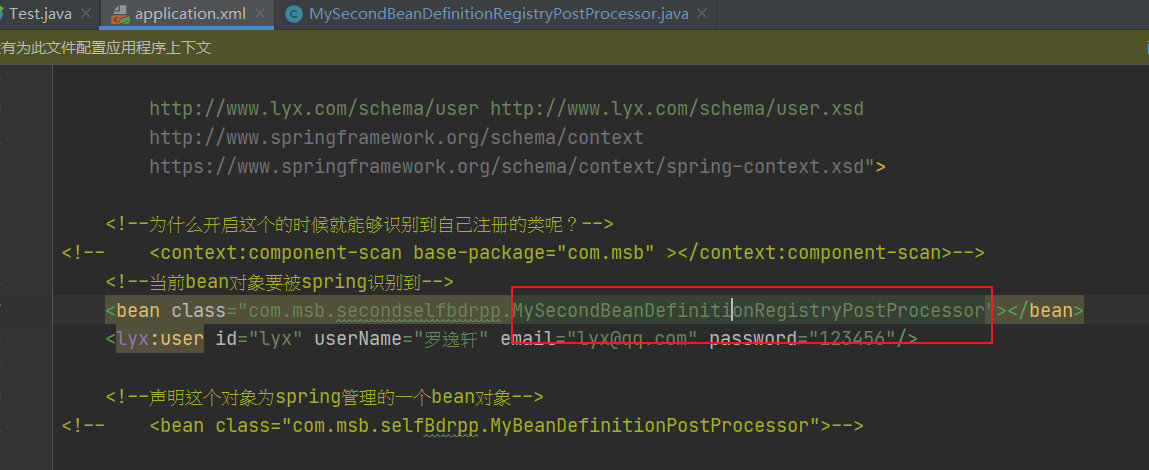 Test.java
application.xml
MySecondBeanDefinitionRegistryPostProcessor.java
有为此文件配置应用程序上下文
http://www.lyx.com/schema/user http://www.lyx.com/schema/user.xsd
http://www.springframework.org/schema/context
https://www.springframework.org/schema/context/spring-context.xsd">
<!--为什么开启这个的时候就能够识别到自己注册的类呢？-->
<!--    <context:component-scan base-package="com.msb" ></context:component-scan>-->
<!--当前bean对象要被spring识别到-->
<bean class="com.msb.secondselfbdrpp.MySecondBeanDefinitionRegistryPostProcessor"></bean>
<lyx:user id="lyx" userName="罗逸轩" email="lyx@qq.com" password="123456"/>
<!--声明这个对象为spring管理的一个bean对象-->
<!--    <bean class="com.msb.selfBdrpp.MyBeanDefinitionPostProcessor">-->